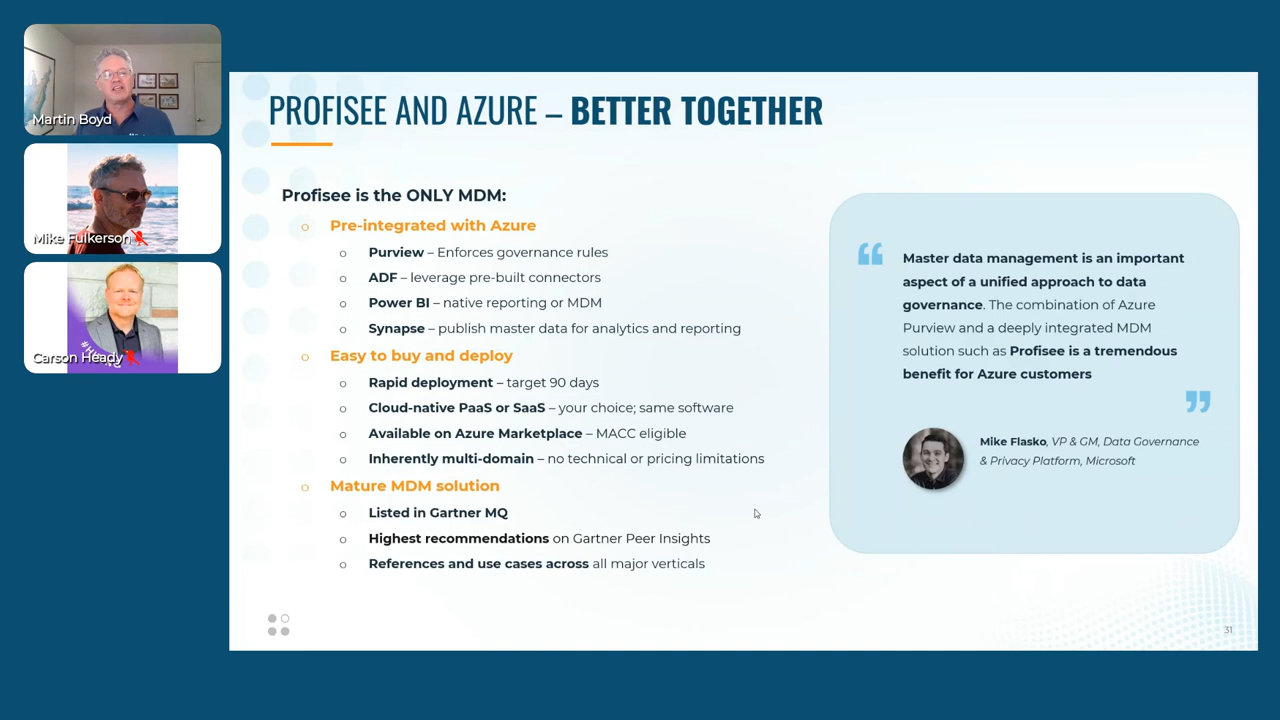 Martin Boyd
Mike Fulkerson
Carson Heady
PROFISEE AND AZURE – BETTER TOGETHER
Profisee is the ONLY MDM:
Pre-integrated with Azure
Purview – Enforces governance rules
ADF – leverage pre-built connectors
Power BI – native reporting or MDM
Synapse – publish master data for analytics and reporting
Easy to buy and deploy
Rapid deployment – target 90 days
Cloud-native PaaS or SaaS – your choice; same software
Available on Azure Marketplace – MACC eligible
Inherently multi-domain – no technical or pricing limitations
Mature MDM solution
Listed in Gartner MQ
Highest recommendations on Gartner Peer Insights
References and use cases across all major verticals
“
Master data management is an important
aspect of a unified approach to data
governance. The combination of Azure
Purview and a deeply integrated MDM
solution such as Profisee is a tremendous
benefit for Azure customers
”
Mike Flasko, VP & GM, Data Governance
& Privacy Platform, Microsoft
31